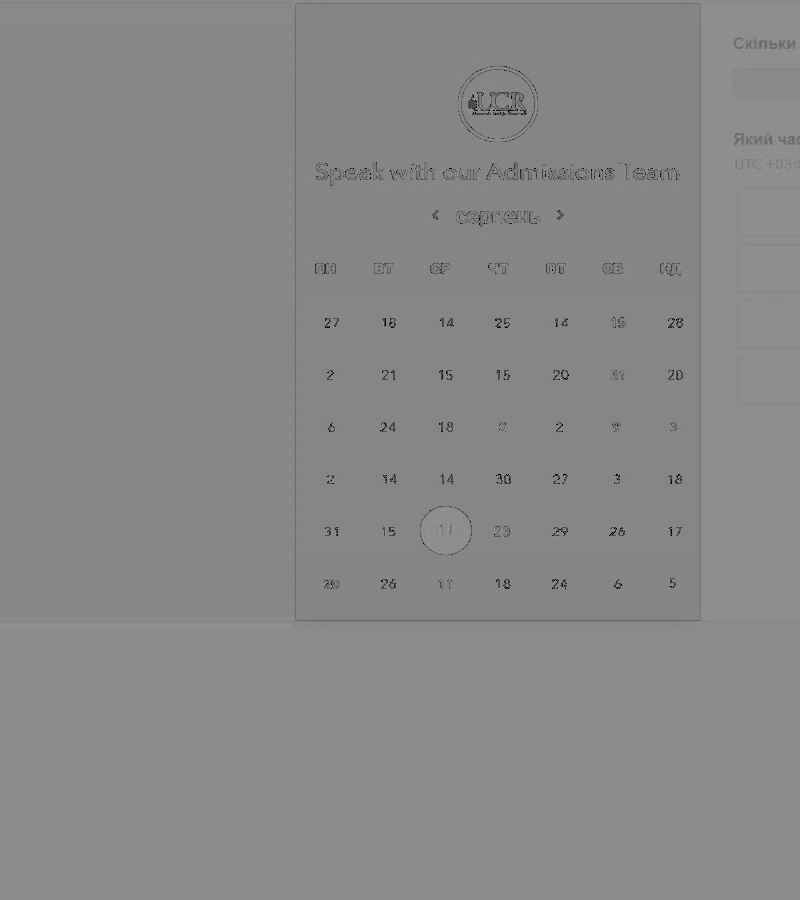 UCR
Speak with our Admissions Team
< серпень >
ПН ВТ СР ЧТ ПТ СБ НД
27 18 14 25 14 15 28
2 21 15 15 20 31 20
6 24 18 2 2 9 3
2 14 14 30 27 3 18
31 15 11 23 29 26 17
20 26 11 18 24 6 5
Скільки
Який час
UTC +03: